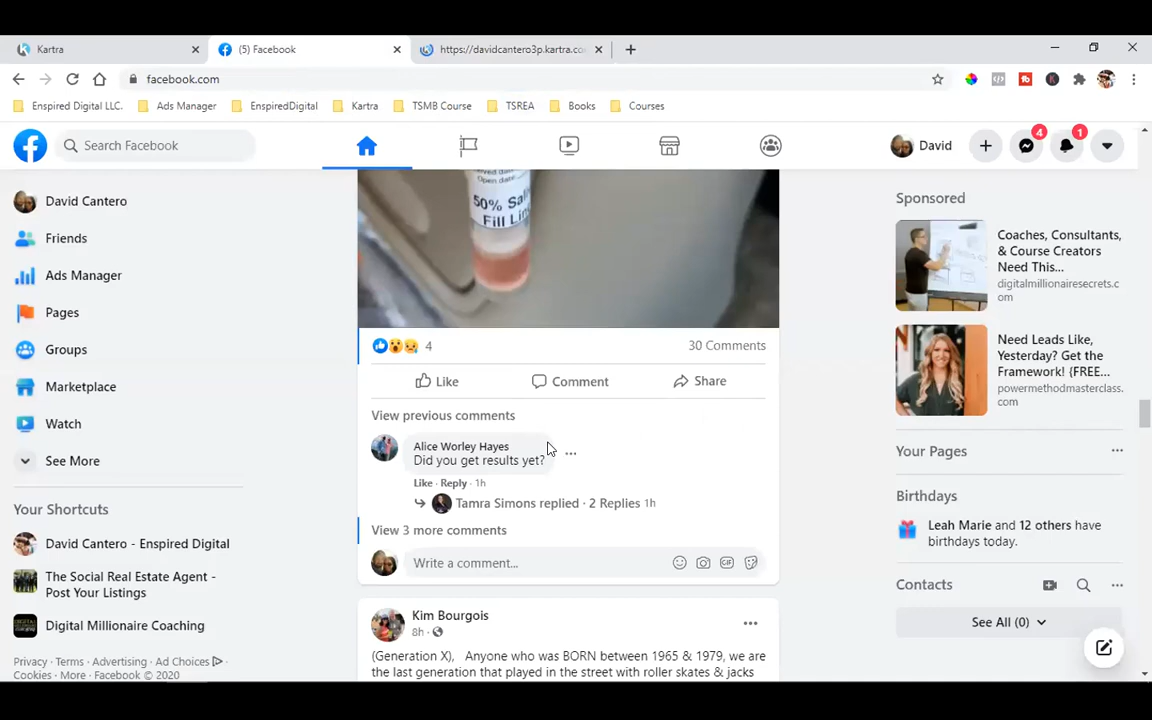 Kartra
(5) Facebook
https://davidcantero3p.kartra.co
facebook.com
Enspired Digital LLC.
Ads Manager
EnspiredDigital
Kartra
TSMB Course
TSREA
Books
Courses
Search Facebook
David
4
1
David Cantero
Friends
Ads Manager
Pages
Groups
Marketplace
Watch
See More
Your Shortcuts
David Cantero - Enspired Digital
The Social Real Estate Agent -
Post Your Listings
Digital Millionaire Coaching
Privacy · Terms · Advertising · Ad Choices ·
Cookies · More · Facebook © 2020
Open date
50% Sal
Fill Lin
4
30 Comments
Like
Comment
Share
View previous comments
Alice Worley Hayes
Did you get results yet?
Like · Reply · 1h
Tamra Simons replied · 2 Replies 1h
View 3 more comments
Write a comment...
GIF
Kim Bourgois
8h ·
(Generation X), Anyone who was BORN between 1965 & 1979, we are
the last generation that played in the street with roller skates & jacks
Sponsored
Coaches, Consultants,
& Course Creators
Need This...
digitalmillionairesecrets.c
om
Need Leads Like,
Yesterday? Get the
Framework! (FREE...
powermethodmasterclass.
com
Your Pages
Birthdays
Leah Marie and 12 others have
birthdays today.
Contacts
See All (0)